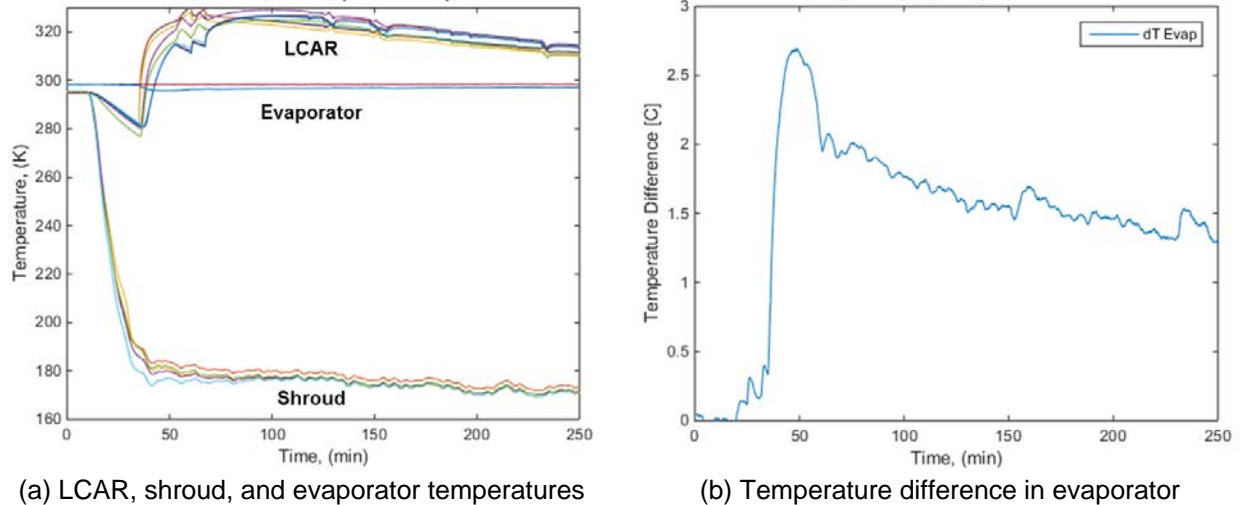 320
300
280
260
240
220
200
180
160
Temperature, (K)
LCAR
Evaporator
Shroud
0 50 100 150 200 250
Time, (min)
3
2.5
2
1.5
1
0.5
0
Temperature Difference [C]
dT Evap
0 50 100 150 200 250
Time, (min)
(a) LCAR, shroud, and evaporator temperatures
(b) Temperature difference in evaporator